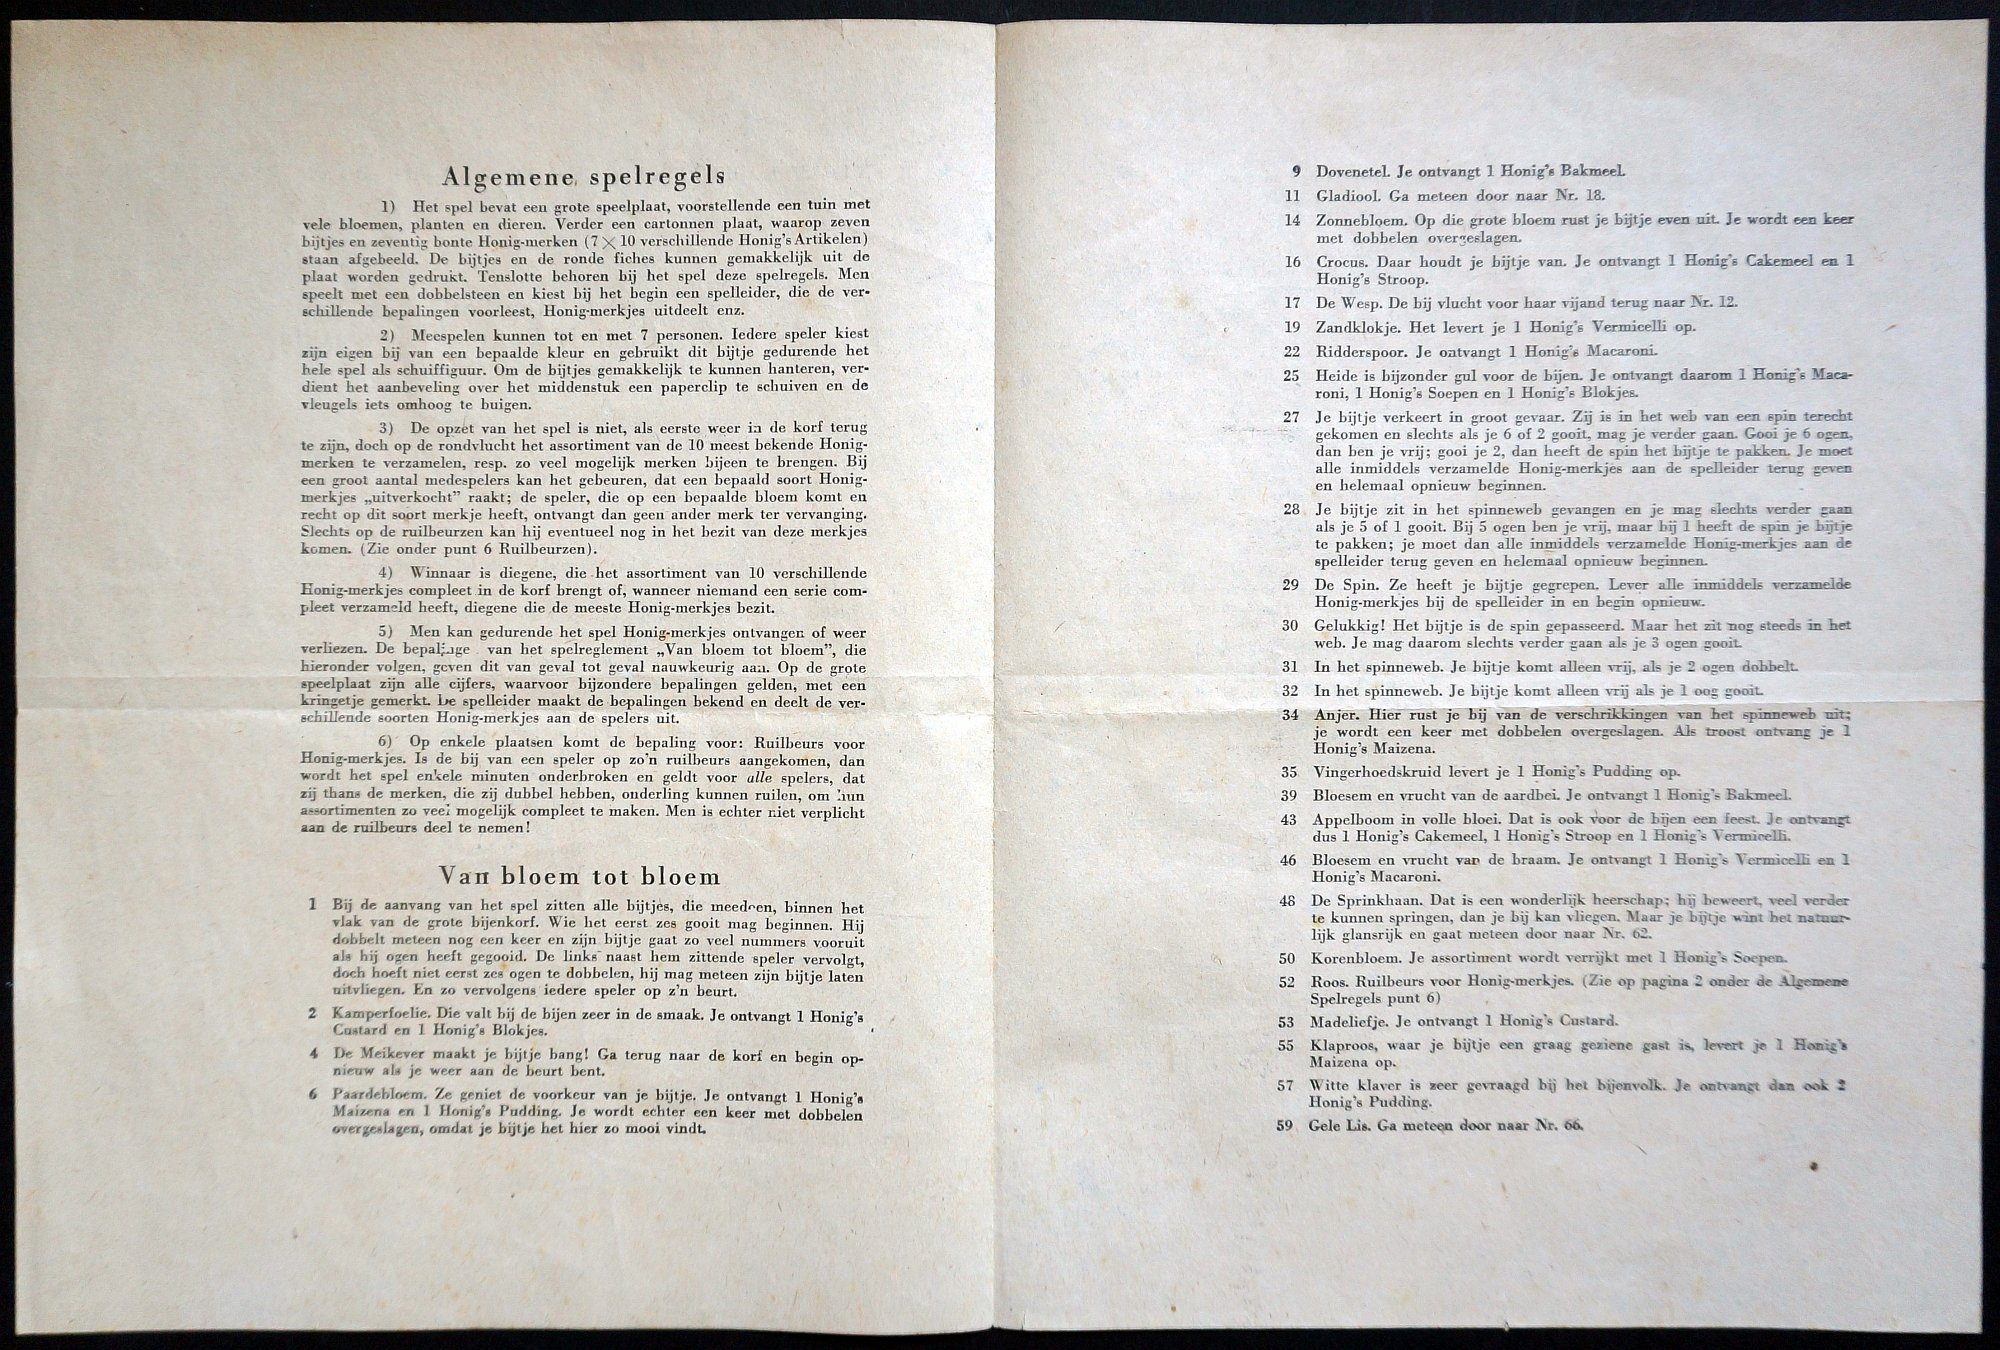 Algemene spelregels
1) Het spel bevat een grote speelplaat, voorstellende een tuin met
vele bloemen, planten en dieren. Verder een cartonnen plaat, waarop zeven
bijtjes en zeventig bonte Honig-merken (7 × 10 verschillende Honig's Artikelen)
staan afgebeeld. De bijtjes en de ronde fiches kunnen gemakkelijk uit de
plaat worden gedrukt. Tenslotte behoren bij het spel deze spelregels. Men
speelt met een dobbelsteen en kiest bij het begin een spelleider, die de ver-
schillende bepalingen voorleest, Honig-merkjes uitdeelt enz.
2) Meespelen kunnen tot en met 7 personen. Iedere speler kiest
zijn eigen bij van een bepaalde kleur en gebruikt dit bijtje gedurende het
hele spel als schuiffiguur. Om de bijtjes gemakkelijk te kunnen hanteren, ver-
dient het aanbeveling over het middenstuk een paperclip te schuiven en de
vleugels iets omhoog te buigen.
3) De opzet van het spel is niet, als eerste weer in de korf terug
te zijn, doch op de rondvlucht het assortiment van de 10 meest bekende Honig-
merken te verzamelen, resp. zo veel mogelijk merken bijeen te brengen. Bij
een groot aantal medespelers kan het gebeuren, dat een bepaald soort Honig-
merkjes „uitverkocht” raakt; de speler, die op een bepaalde bloem komt en
recht op dit soort merkje heeft, ontvangt dan geen ander merk ter vervanging.
Slechts op de ruilbeurzen kan hij eventueel nog in het bezit van deze merkjes
komen. (Zie onder punt 6 Ruilbeurzen).
4) Winnaar is diegene, die het assortiment van 10 verschillende
Honig-merkjes compleet in de korf brengt of, wanneer niemand een serie com-
pleet verzameld heeft, diegene die de meeste Honig-merkjes bezit.
5) Men kan gedurende het spel Honig-merkjes ontvangen of weer
verliezen. De van het spelreglement „Van bloem tot bloem”, die
hieronder volgen, geven dit van geval tot geval nauwkeurig aan. Op de grote
speelplaat zijn alle cijfers, waarvoor bijzondere bepalingen gelden, met een
kringetje gemerkt. De spelleider maakt de bepalingen bekend en deelt de ver-
schillende soorten Honig-merkjes aan de spelers uit.
6) Op enkele plaatsen komt de bepaling voor: Ruilbeurs voor
Honig-merkjes. Is de bij van een speler op zo'n ruilbeurs aangekomen, dan
wordt het spel enkele minuten onderbroken en geldt voor alle spelers, dat
zij thans de merken, die zij dubbel hebben, onderling kunnen ruilen, om hun
assortimenten zo veel mogelijk compleet te maken. Men is echter niet verplicht
aan de ruilbeurs deel te nemen!
Van bloem tot bloem
1 Bij de aanvang van het spel zitten alle bijtjes, die meedoen, binnen het
vlak van de grote bijenkorf. Wie het eerst zes gooit mag beginnen. Hij
dobbelt meteen nog een keer en zijn bijtje gaat zo veel nummers vooruit
als hij ogen heeft gegooid. De links naast hem zittende speler vervolgt,
doch hoeft niet eerst zes ogen te dobbelen, hij mag meteen zijn bijtje laten
uitvliegen. En zo vervolgens iedere speler op z'n beurt.
2 Kamperfoelie. Die valt bij de bijen zeer in de smaak. Je ontvangt 1 Honig's
Custard en 1 Honig's Blokjes.
4 De Meikever maakt je bijtje bang! Ga terug naar de korf en begin op-
nieuw als je weer aan de beurt bent.
6 Paardebloem. Ze geniet de voorkeur van je bijtje. Je ontvangt 1 Honig's
Maizena en 1 Honig's Pudding. Je wordt echter een keer met dobbelen
overgeslagen, omdat je bijtje het hier zo mooi vindt.
9 Dovenetel. Je ontvangt 1 Honig's Bakmeel.
11 Gladiool. Ga meteen door naar Nr. 18.
14 Zonnebloem. Op die grote bloem rust je bijtje even uit. Je wordt een keer
met dobbelen overgeslagen.
16 Crocus. Daar houdt je bijtje van. Je ontvangt 1 Honig's Cakemeel en 1
Honig's Stroop.
17 De Wesp. De bij vlucht voor haar vijand terug naar Nr. 12.
19 Zandklokje. Het levert je 1 Honig's Vermicelli op.
22 Ridderspoor. Je ontvangt 1 Honig's Macaroni.
25 Heide is bijzonder gul voor de bijen. Je ontvangt daarom 1 Honig's Maca-
roni, 1 Honig's Soepen en 1 Honig's Blokjes.
27 Je bijtje verkeert in groot gevaar. Zij is in het web van een spin terecht
gekomen en slechts als je 6 of 2 gooit, mag je verder gaan. Gooi je 6 ogen,
dan ben je vrij; gooi je 2, dan heeft de spin het bijtje te pakken. Je moet
alle inmiddels verzamelde Honig-merkjes aan de spelleider terug geven
en helemaal opnieuw beginnen.
28 Je bijtje zit in het spinneweb gevangen en je mag slechts verder gaan
als je 5 of 1 gooit. Bij 5 ogen ben je vrij, maar bij 1 heeft de spin je bijtje
te pakken; je moet dan alle inmiddels verzamelde Honig-merkjes aan de
spelleider terug geven en helemaal opnieuw beginnen.
29 De Spin. Ze heeft je bijtje gegrepen. Lever alle inmiddels verzamelde
Honig-merkjes bij de spelleider in en begin opnieuw.
30 Gelukkig! Het bijtje is de spin gepasseerd. Maar het zit nog steeds in het
web. Je mag daarom slechts verder gaan als je 3 ogen gooit.
31 In het spinneweb. Je bijtje komt alleen vrij, als je 2 ogen dobbelt.
32 In het spinneweb. Je bijtje komt alleen vrij als je 1 oog gooit.
34 Anjer. Hier rust je bij van de verschrikkingen van het spinneweb uit;
je wordt een keer met dobbelen overgeslagen. Als troost ontvang je 1
Honig's Maizena.
35 Vingerhoedskruid levert je 1 Honig's Pudding op.
39 Bloesem en vrucht van de aardbei. Je ontvangt 1 Honig's Bakmeel.
43 Appelboom in volle bloei. Dat is ook voor de bijen een feest. Je ontvangt
dus 1 Honig's Cakemeel, 1 Honig's Stroop en 1 Honig's Vermicelli.
46 Bloesem en vrucht van de braam. Je ontvangt 1 Honig's Vermicelli en 1
Honig's Macaroni.
48 De Sprinkhaan. Dat is een wonderlijk heerschap; hij beweert, veel verder
te kunnen springen, dan je bij kan vliegen. Maar je bijtje wint het natuur-
lijk glansrijk en gaat meteen door naar Nr. 62.
50 Korenbloem. Je assortiment wordt verrijkt met 1 Honig's Soepen.
52 Roos. Ruilbeurs voor Honig-merkjes. (Zie op pagina 2 onder de Algemene
Spelregels punt 6)
53 Madeliefje. Je ontvangt 1 Honig's Custard.
55 Klaproos, waar je bijtje een graag geziene gast is, levert je 1 Honig's
Maizena op.
57 Witte klaver is zeer gevraagd bij het bijenvolk. Je ontvangt dan ook 2
Honig's Pudding.
59 Gele Lis. Ga meteen door naar Nr. 66.